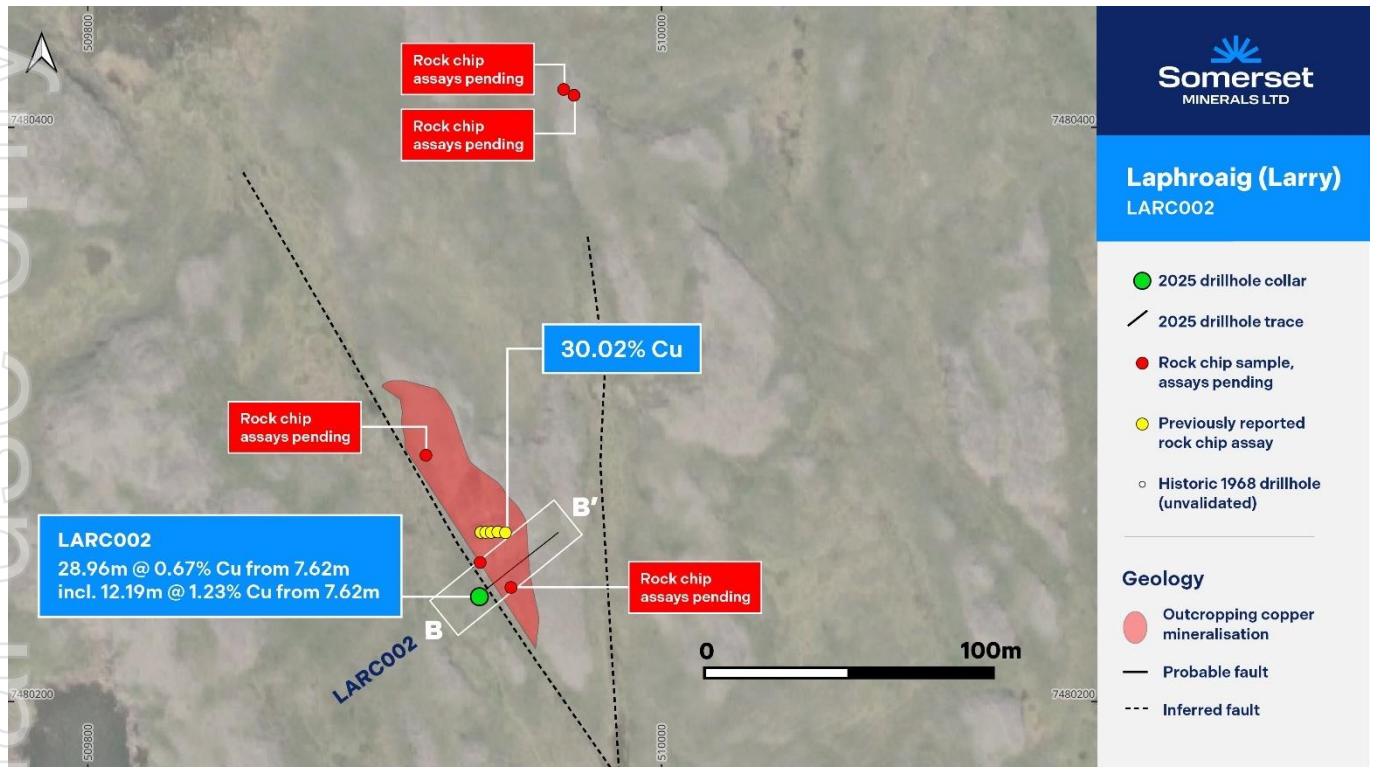 509800
510000
Rock chip
assays pending
Rock chip
assays pending
7480400
7480400
30.02% Cu
Rock chip
assays pending
B'
LARC002
28.96m @ 0.67% Cu from 7.62m
incl. 12.19m @ 1.23% Cu from 7.62m
Rock chip
assays pending
B
LARC002
0
100m
7480200
7480200
509800
510000
Somerset
MINERALS LTD
Laphroaig (Larry)
LARC002
2025 drillhole collar
2025 drillhole trace
Rock chip sample,
assays pending
Previously reported
rock chip assay
Historic 1968 drillhole
(unvalidated)
Geology
Outcropping copper
mineralisation
Probable fault
Inferred fault